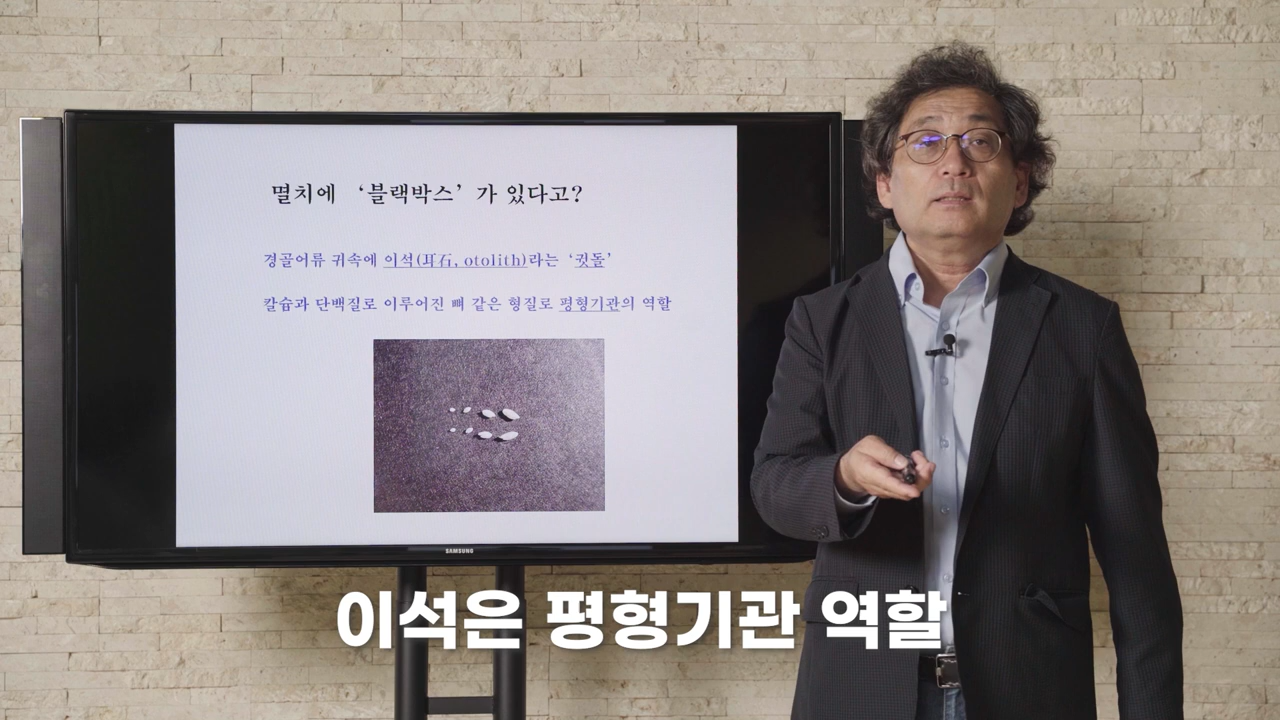 멸치에 ‘블랙박스’가 있다고?
경골어류 귀속에 이석(耳石, otolith)라는 ‘귓돌’
칼슘과 단백질로 이루어진 뼈 같은 형질로 평형기관의 역할
SAMSUNG
이석은 평형기관 역할